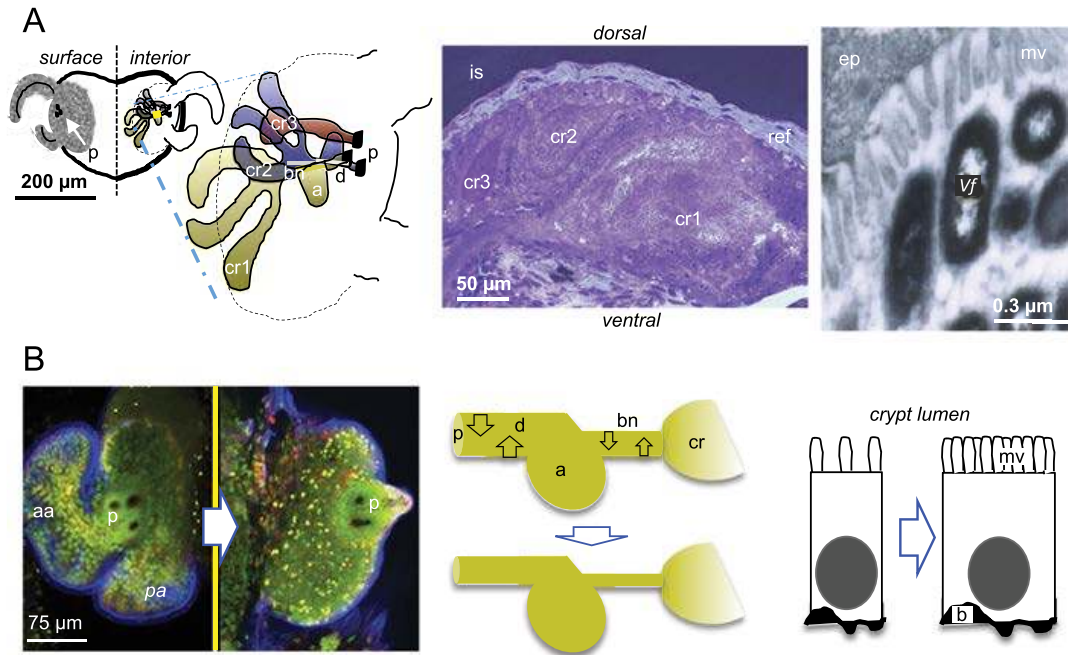 A
surface
interior
p
200 µm
cr3
cr2
bn
a
d
p
cr1
dorsal
is
cr2
ref
cr3
cr1
50 µm
ventral
ep
mv
Vf
0.3 µm
B
aa
p
pa
75 µm
p
p
d
bn
a
cr
crypt lumen
mv
b